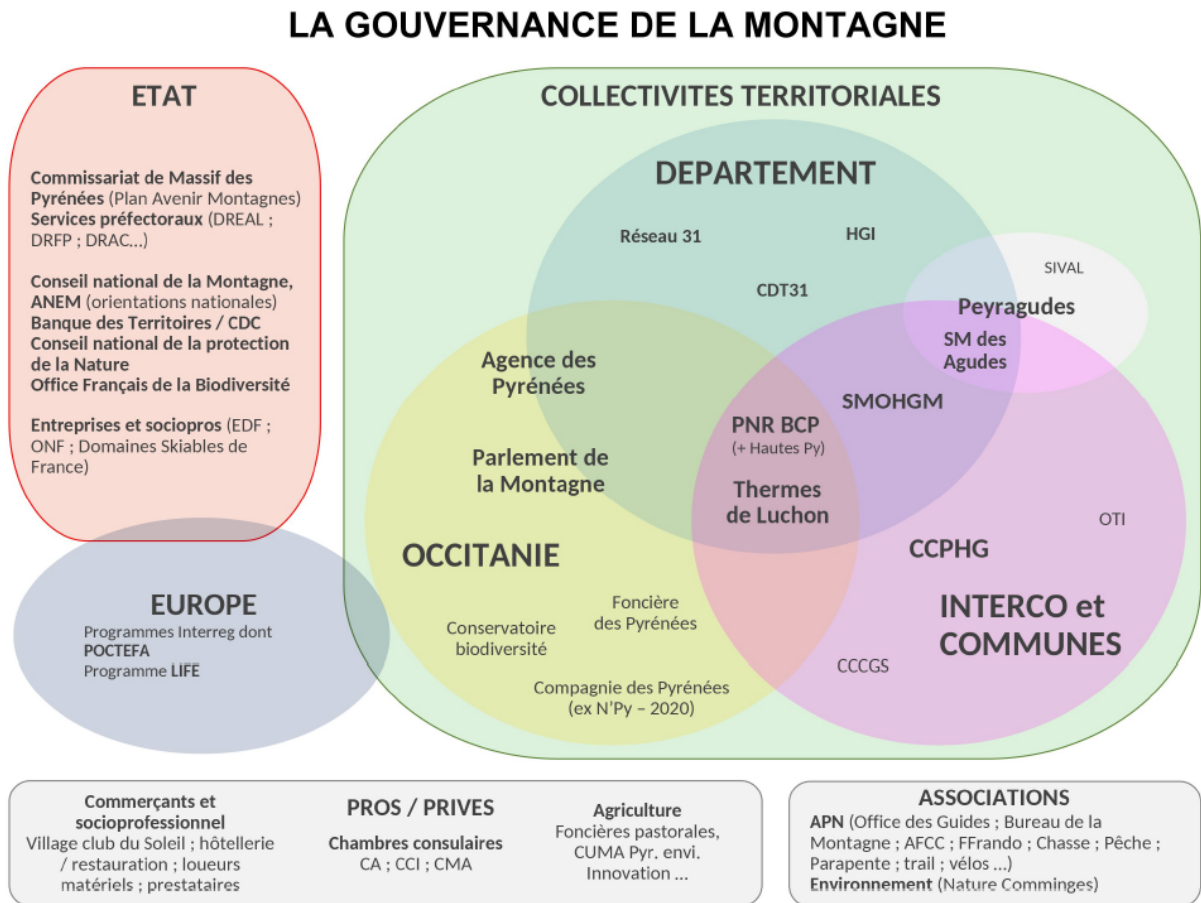 LA GOUVERNANCE DE LA MONTAGNE
ETAT
Commissariat de Massif des
Pyrénées (Plan Avenir Montagnes)
Services préfectoraux (DREAL ;
DRFP ; DRAC...)
Conseil national de la Montagne,
ANEM (orientations nationales)
Banque des Territoires / CDC
Conseil national de la protection
de la Nature
Office Français de la Biodiversité
Entreprises et sociopros (EDF ;
ONF ; Domaines Skiables de
France)
EUROPE
Programmes Interreg dont
POCTEFA
Programme LIFE
COLLECTIVITES TERRITORIALES
DEPARTEMENT
Réseau 31
HGI
CDT31
SIVAL
Peyragudes
SM des
Agudes
Agence des
Pyrénées
SMOHGM
PNR BCP
(+ Hautes Py)
Parlement de
la Montagne
Thermes
de Luchon
OTI
OCCITANIE
CCPHG
Foncière
des Pyrénées
INTERCO et
COMMUNES
Conservatoire
biodiversité
CCCGS
Compagnie des Pyrénées
(ex N'Py – 2020)
Commerçants et
socioprofessionnel
Village club du Soleil ; hôtellerie
/ restauration ; loueurs
matériels ; prestataires
PROS / PRIVES
Chambres consulaires
CA ; CCI ; CMA
Agriculture
Foncières pastorales,
CUMA Pyr. envi.
Innovation ...
ASSOCIATIONS
APN (Office des Guides ; Bureau de la
Montagne ; AFCC ; FFrando ; Chasse ; Pêche ;
Parapente ; trail ; vélos ...)
Environnement (Nature Comminges)